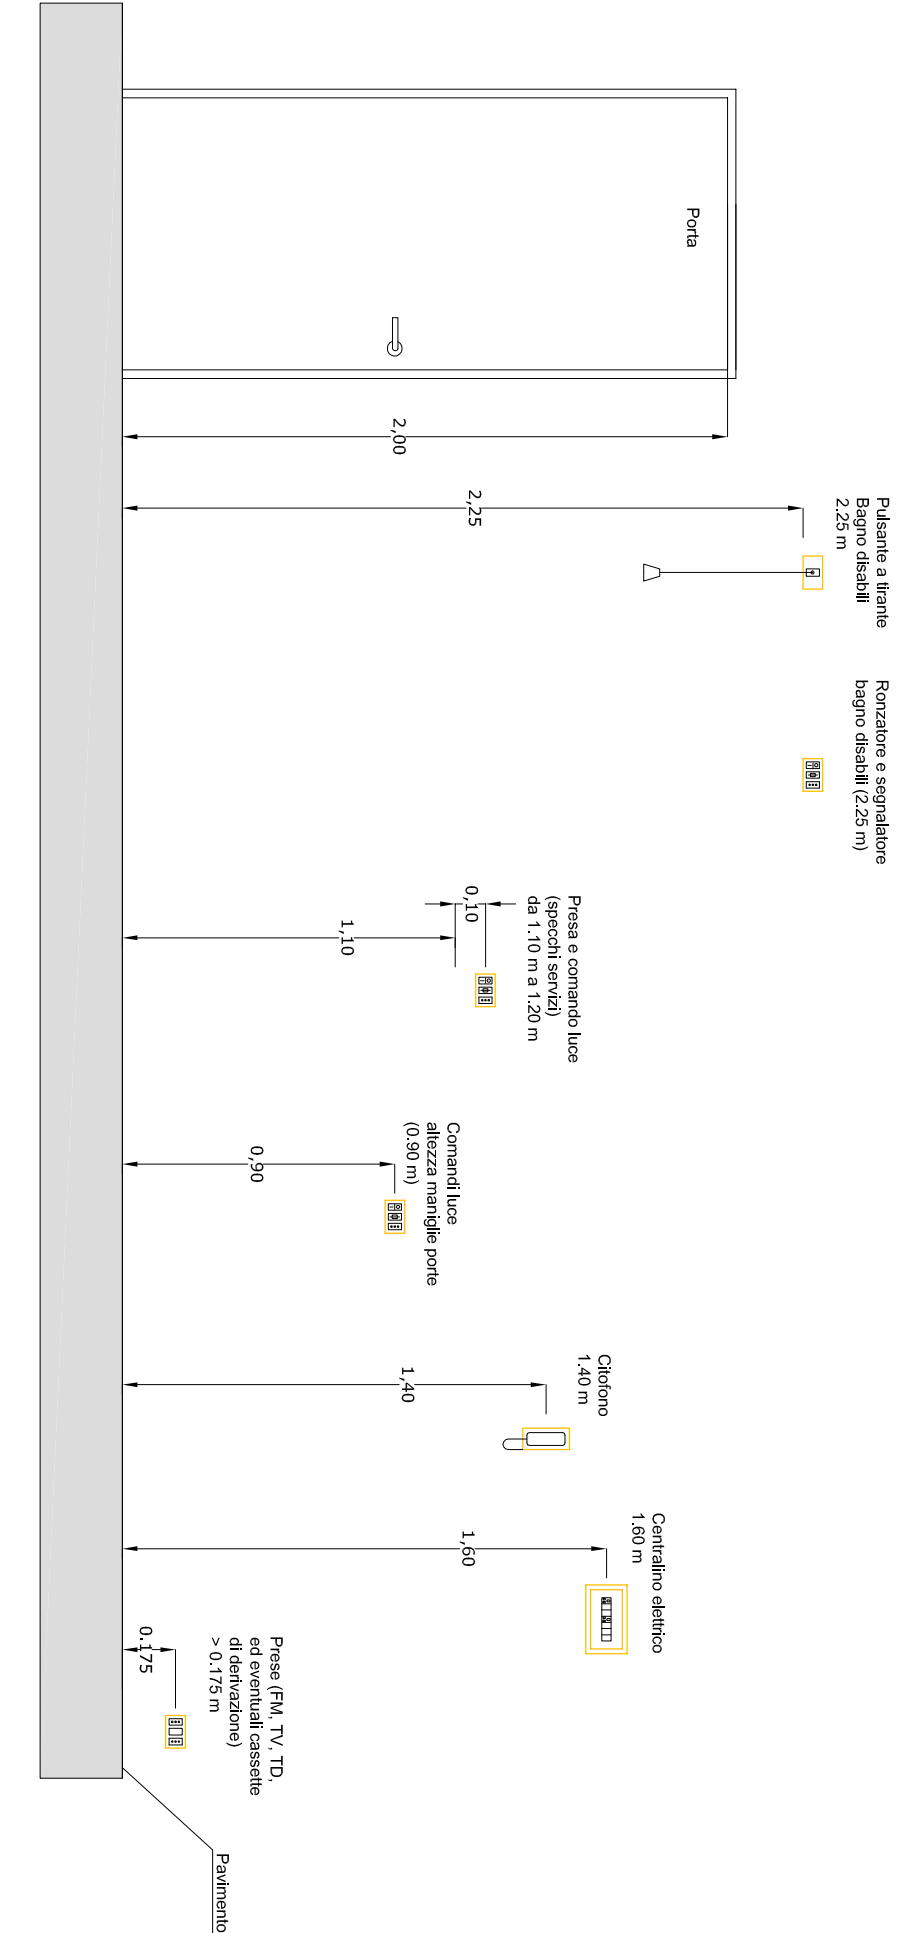 Porta
2,00
Pulsante a tirante
Bagno disabili
2.25 m
2,25
Ronzatore e segnalatore
bagno disabili (2.25 m)
Presa e comando luce
(specchi servizi)
da 1.10 m a 1.20 m
0,10
1,10
Comandi luce
altezza maniglie porte
(0.90 m)
0,90
Citofono
1.40 m
1,40
Centralino elettrico
1.60 m
1,60
Prese (FM, TV, TD,
ed eventuali cassette
di derivazione)
> 0.175 m
0.175
Pavimento